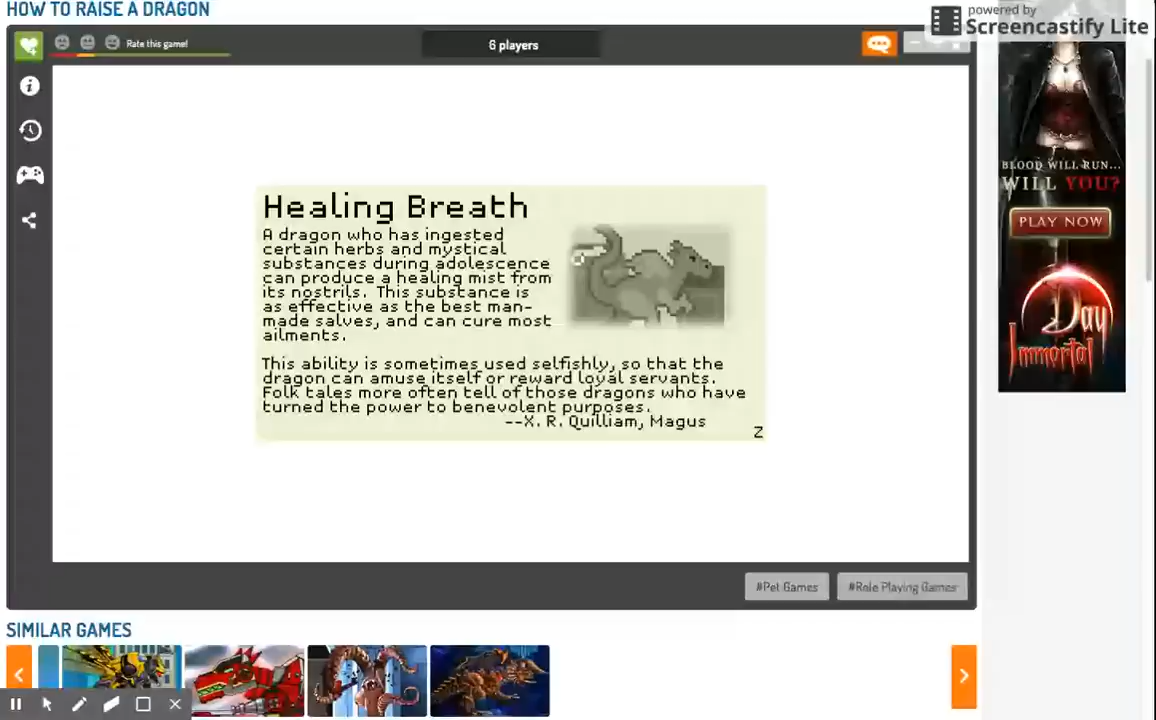 HOW TO RAISE A DRAGON
powered by
Screencastify Lite
Rate this game!
6 players
Healing Breath
A dragon who has ingested
certain herbs and mystical
substances during adolescence
can produce a healing mist from
its nostrils. This substance is
as effective as the best man-
made salves, and can cure most
ailments.
This ability is sometimes used selfishly, so that the
dragon can amuse itself or reward loyal servants.
Folk tales more often tell of those dragons who have
turned the power to benevolent purposes.
--X. R. Quilliam, Magus
Z
BLOOD WILL RUN...
WILL YOU?
PLAY NOW
Day
Immortal
#Pet Games
#Role Playing Games
SIMILAR GAMES